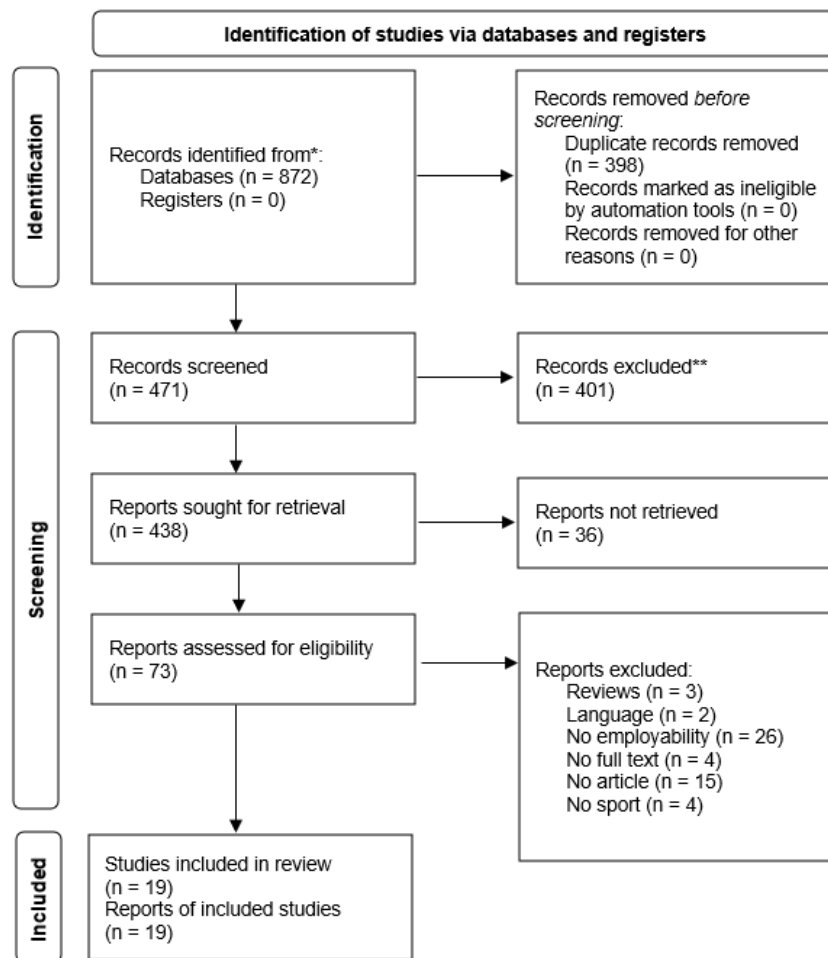 Identification of studies via databases and registers
Identification
Records identified from*:
Databases (n = 872)
Registers (n = 0)
Records removed before
screening:
Duplicate records removed
(n = 398)
Records marked as ineligible
by automation tools (n = 0)
Records removed for other
reasons (n = 0)
Screening
Records screened
(n = 471)
Records excluded**
(n = 401)
Reports sought for retrieval
(n = 438)
Reports not retrieved
(n = 36)
Reports assessed for eligibility
(n = 73)
Reports excluded:
Reviews (n = 3)
Language (n = 2)
No employability (n = 26)
No full text (n = 4)
No article (n = 15)
No sport (n = 4)
Included
Studies included in review
(n = 19)
Reports of included studies
(n = 19)